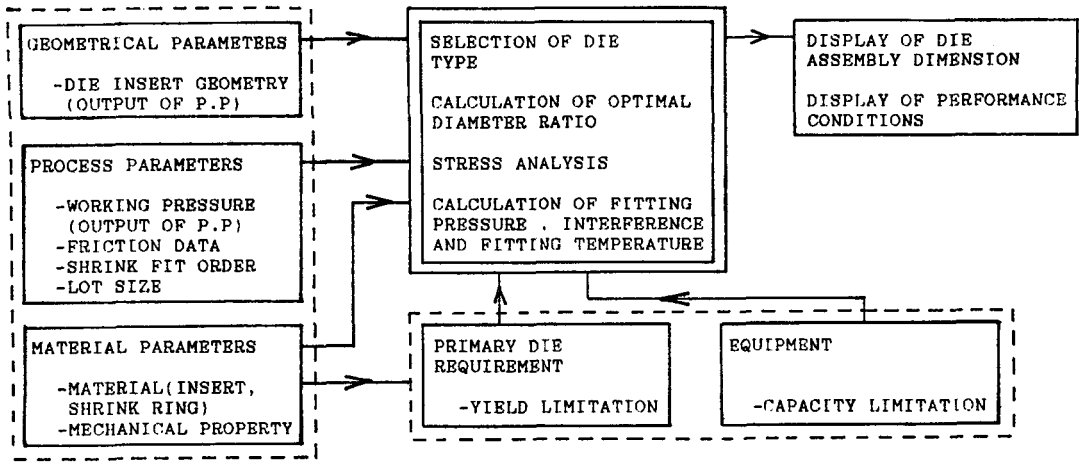 GEOMETRICAL PARAMETERS
-DIE INSERT GEOMETRY
(OUTPUT OF P.P)
PROCESS PARAMETERS
-WORKING PRESSURE
(OUTPUT OF P.P)
-FRICTION DATA
-SHRINK FIT ORDER
-LOT SIZE
MATERIAL PARAMETERS
-MATERIAL(INSERT,
SHRINK RING)
-MECHANICAL PROPERTY
SELECTION OF DIE
TYPE
CALCULATION OF OPTIMAL
DIAMETER RATIO
STRESS ANALYSIS
CALCULATION OF FITTING
PRESSURE , INTERFERENCE
AND FITTING TEMPERATURE
PRIMARY DIE
REQUIREMENT
-YIELD LIMITATION
EQUIPMENT
-CAPACITY LIMITATION
DISPLAY OF DIE
ASSEMBLY DIMENSION
DISPLAY OF PERFORMANCE
CONDITIONS